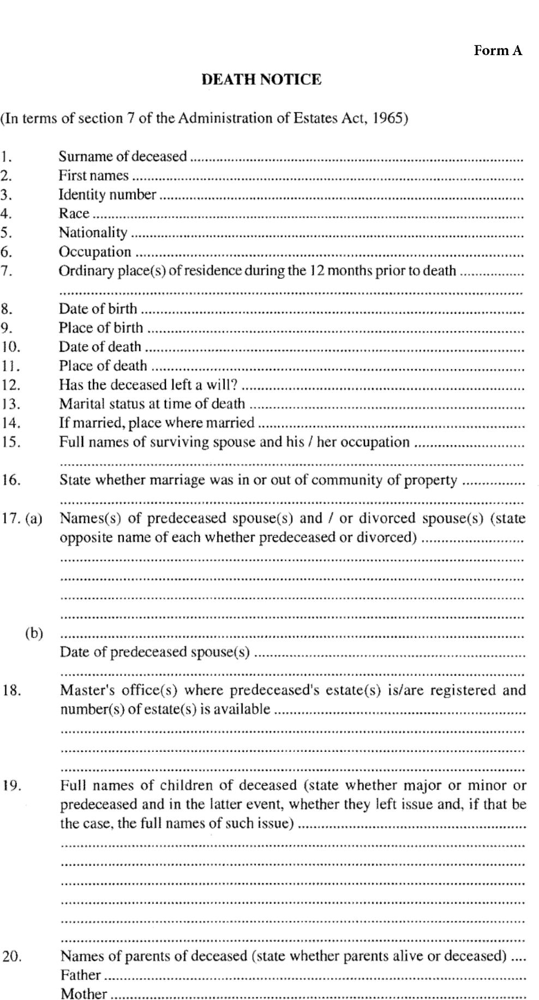 Form A
DEATH NOTICE
(In terms of section 7 of the Administration of Estates Act, 1965)
1. Surname of deceased
2. First names
3. Identity number
4. Race
5. Nationality
6. Occupation
7. Ordinary place(s) of residence during the 12 months prior to death
8. Date of birth
9. Place of birth
10. Date of death
11. Place of death
12. Has the deceased left a will?
13. Marital status at time of death
14. If married, place where married
15. Full names of surviving spouse and his / her occupation
16. State whether marriage was in or out of community of property
17. (a) Names(s) of predeceased spouse(s) and / or divorced spouse(s) (state
opposite name of each whether predeceased or divorced)
(b)
Date of predeceased spouse(s)
18. Master's office(s) where predeceased's estate(s) is/are registered and
number(s) of estate(s) is available
19. Full names of children of deceased (state whether major or minor or
predeceased and in the latter event, whether they left issue and, if that be
the case, the full names of such issue)
20. Names of parents of deceased (state whether parents alive or deceased)
Father
Mother